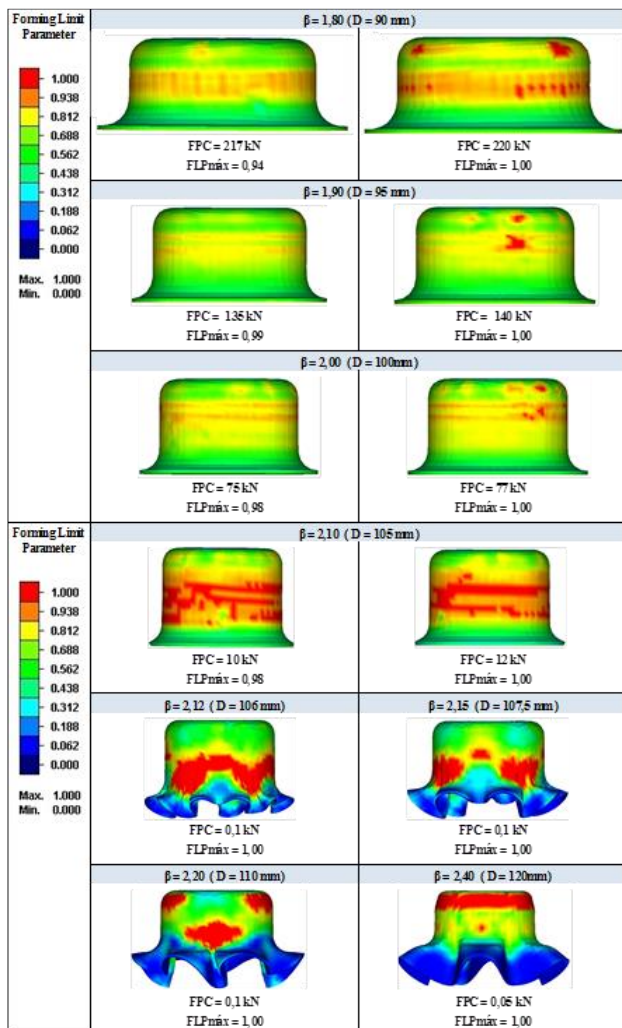 Forming Limit
Parameter
1.000
0.938
0.812
0.688
0.562
0.438
0.312
0.188
0.062
0.000
Max. 1.000
Min. 0.000
β = 1,80 (D = 90 mm)
FPC = 217 kN
FLPmáx = 0,94
FPC = 220 kN
FLPmáx = 1,00
β = 1,90 (D = 95 mm)
FPC = 135 kN
FLPmáx = 0,99
FPC = 140 kN
FLPmáx = 1,00
β = 2,00 (D = 100mm)
FPC = 75 kN
FLPmáx = 0,98
FPC = 77 kN
FLPmáx = 1,00
Forming Limit
Parameter
1.000
0.938
0.812
0.688
0.562
0.438
0.312
0.188
0.062
0.000
Max. 1.000
Min. 0.000
β = 2,10 (D = 105 mm)
FPC = 10 kN
FLPmáx = 0,98
FPC = 12 kN
FLPmáx = 1,00
β = 2,12 (D = 106 mm)
FPC = 0,1 kN
FLPmáx = 1,00
β = 2,15 (D = 107,5 mm)
FPC = 0,1 kN
FLPmáx = 1,00
β = 2,20 (D = 110 mm)
FPC = 0,1 kN
FLPmáx = 1,00
β = 2,40 (D = 120mm)
FPC = 0,05 kN
FLPmáx = 1,00